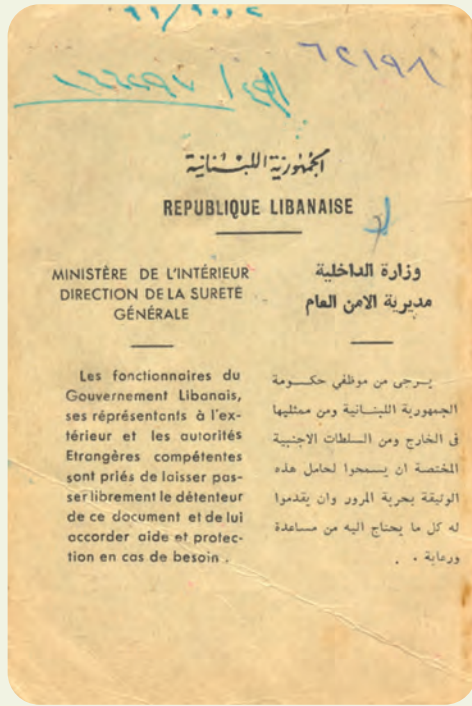 ٦٢١٩٨
الجمهورية اللبنانية
REPUBLIQUE LIBANAISE
MINISTÈRE DE L'INTÉRIEUR
DIRECTION DE LA SURETÉ
GÉNÉRALE
Les fonctionnaires du
Gouvernement Libanais,
ses réprésentants à l'ex-
térieur et les autorités
Etrangères compétentes
sont priés de laisser pas-
ser librement le détenteur
de ce document et de lui
accorder aide et protec-
tion en cas de besoin .
وزارة الداخلية
مديرية الامن العام
يرجى من موظفي حكومة
الجمهورية اللبنانية ومن ممثليها
في الخارج ومن السلطات الاجنبية
المختصة ان يسمحوا لحامل هذه
الوثيقة بحرية المرور وان يقدموا
له كل ما يحتاج اليه من مساعدة
ورعاية . .